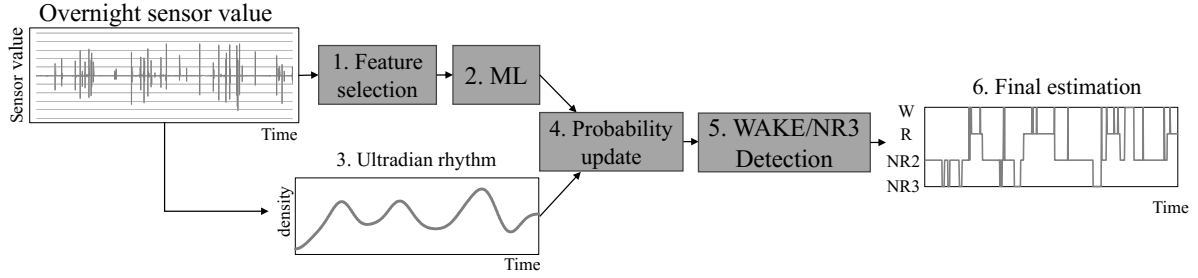 Overnight sensor value
Sensor value
Time
1. Feature
selection
2. ML
3. Ultradian rhythm
density
Time
4. Probability
update
5. WAKE/NR3
Detection
6. Final estimation
W
R
NR2
NR3
Time